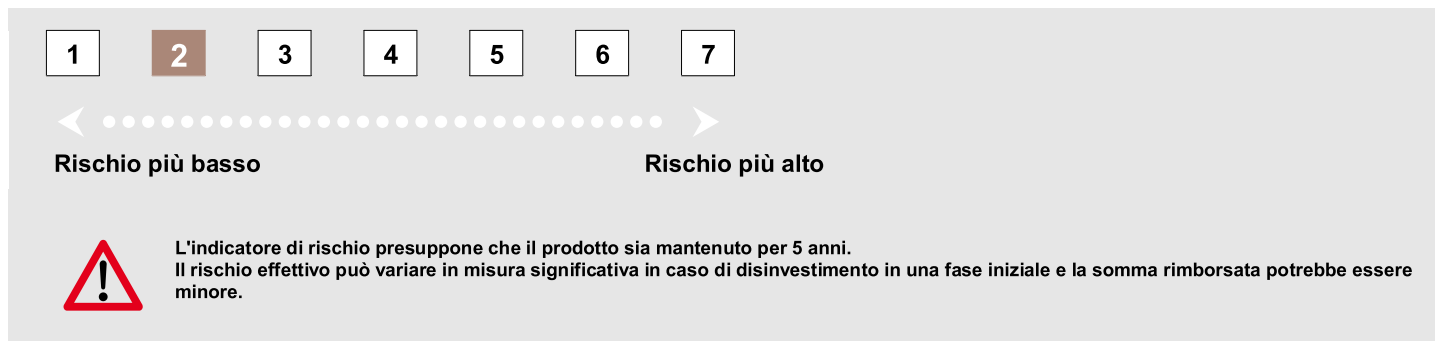 1 2 3 4 5 6 7
Rischio più basso Rischio più alto
L'indicatore di rischio presuppone che il prodotto sia mantenuto per 5 anni.
Il rischio effettivo può variare in misura significativa in caso di disinvestimento in una fase iniziale e la somma rimborsata potrebbe essere
minore.